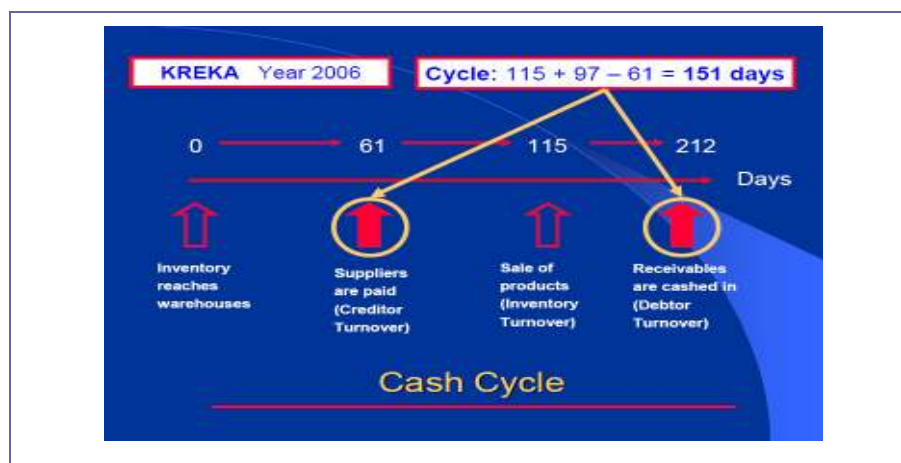 KREKA Year 2006
Cycle: 115 + 97 – 61 = 151 days
0 61 115 212
Days
Inventory
reaches
warehouses
Suppliers
are paid
(Creditor
Turnover)
Sale of
products
(Inventory
Turnover)
Receivables
are cashed in
(Debtor
Turnover)
Cash Cycle